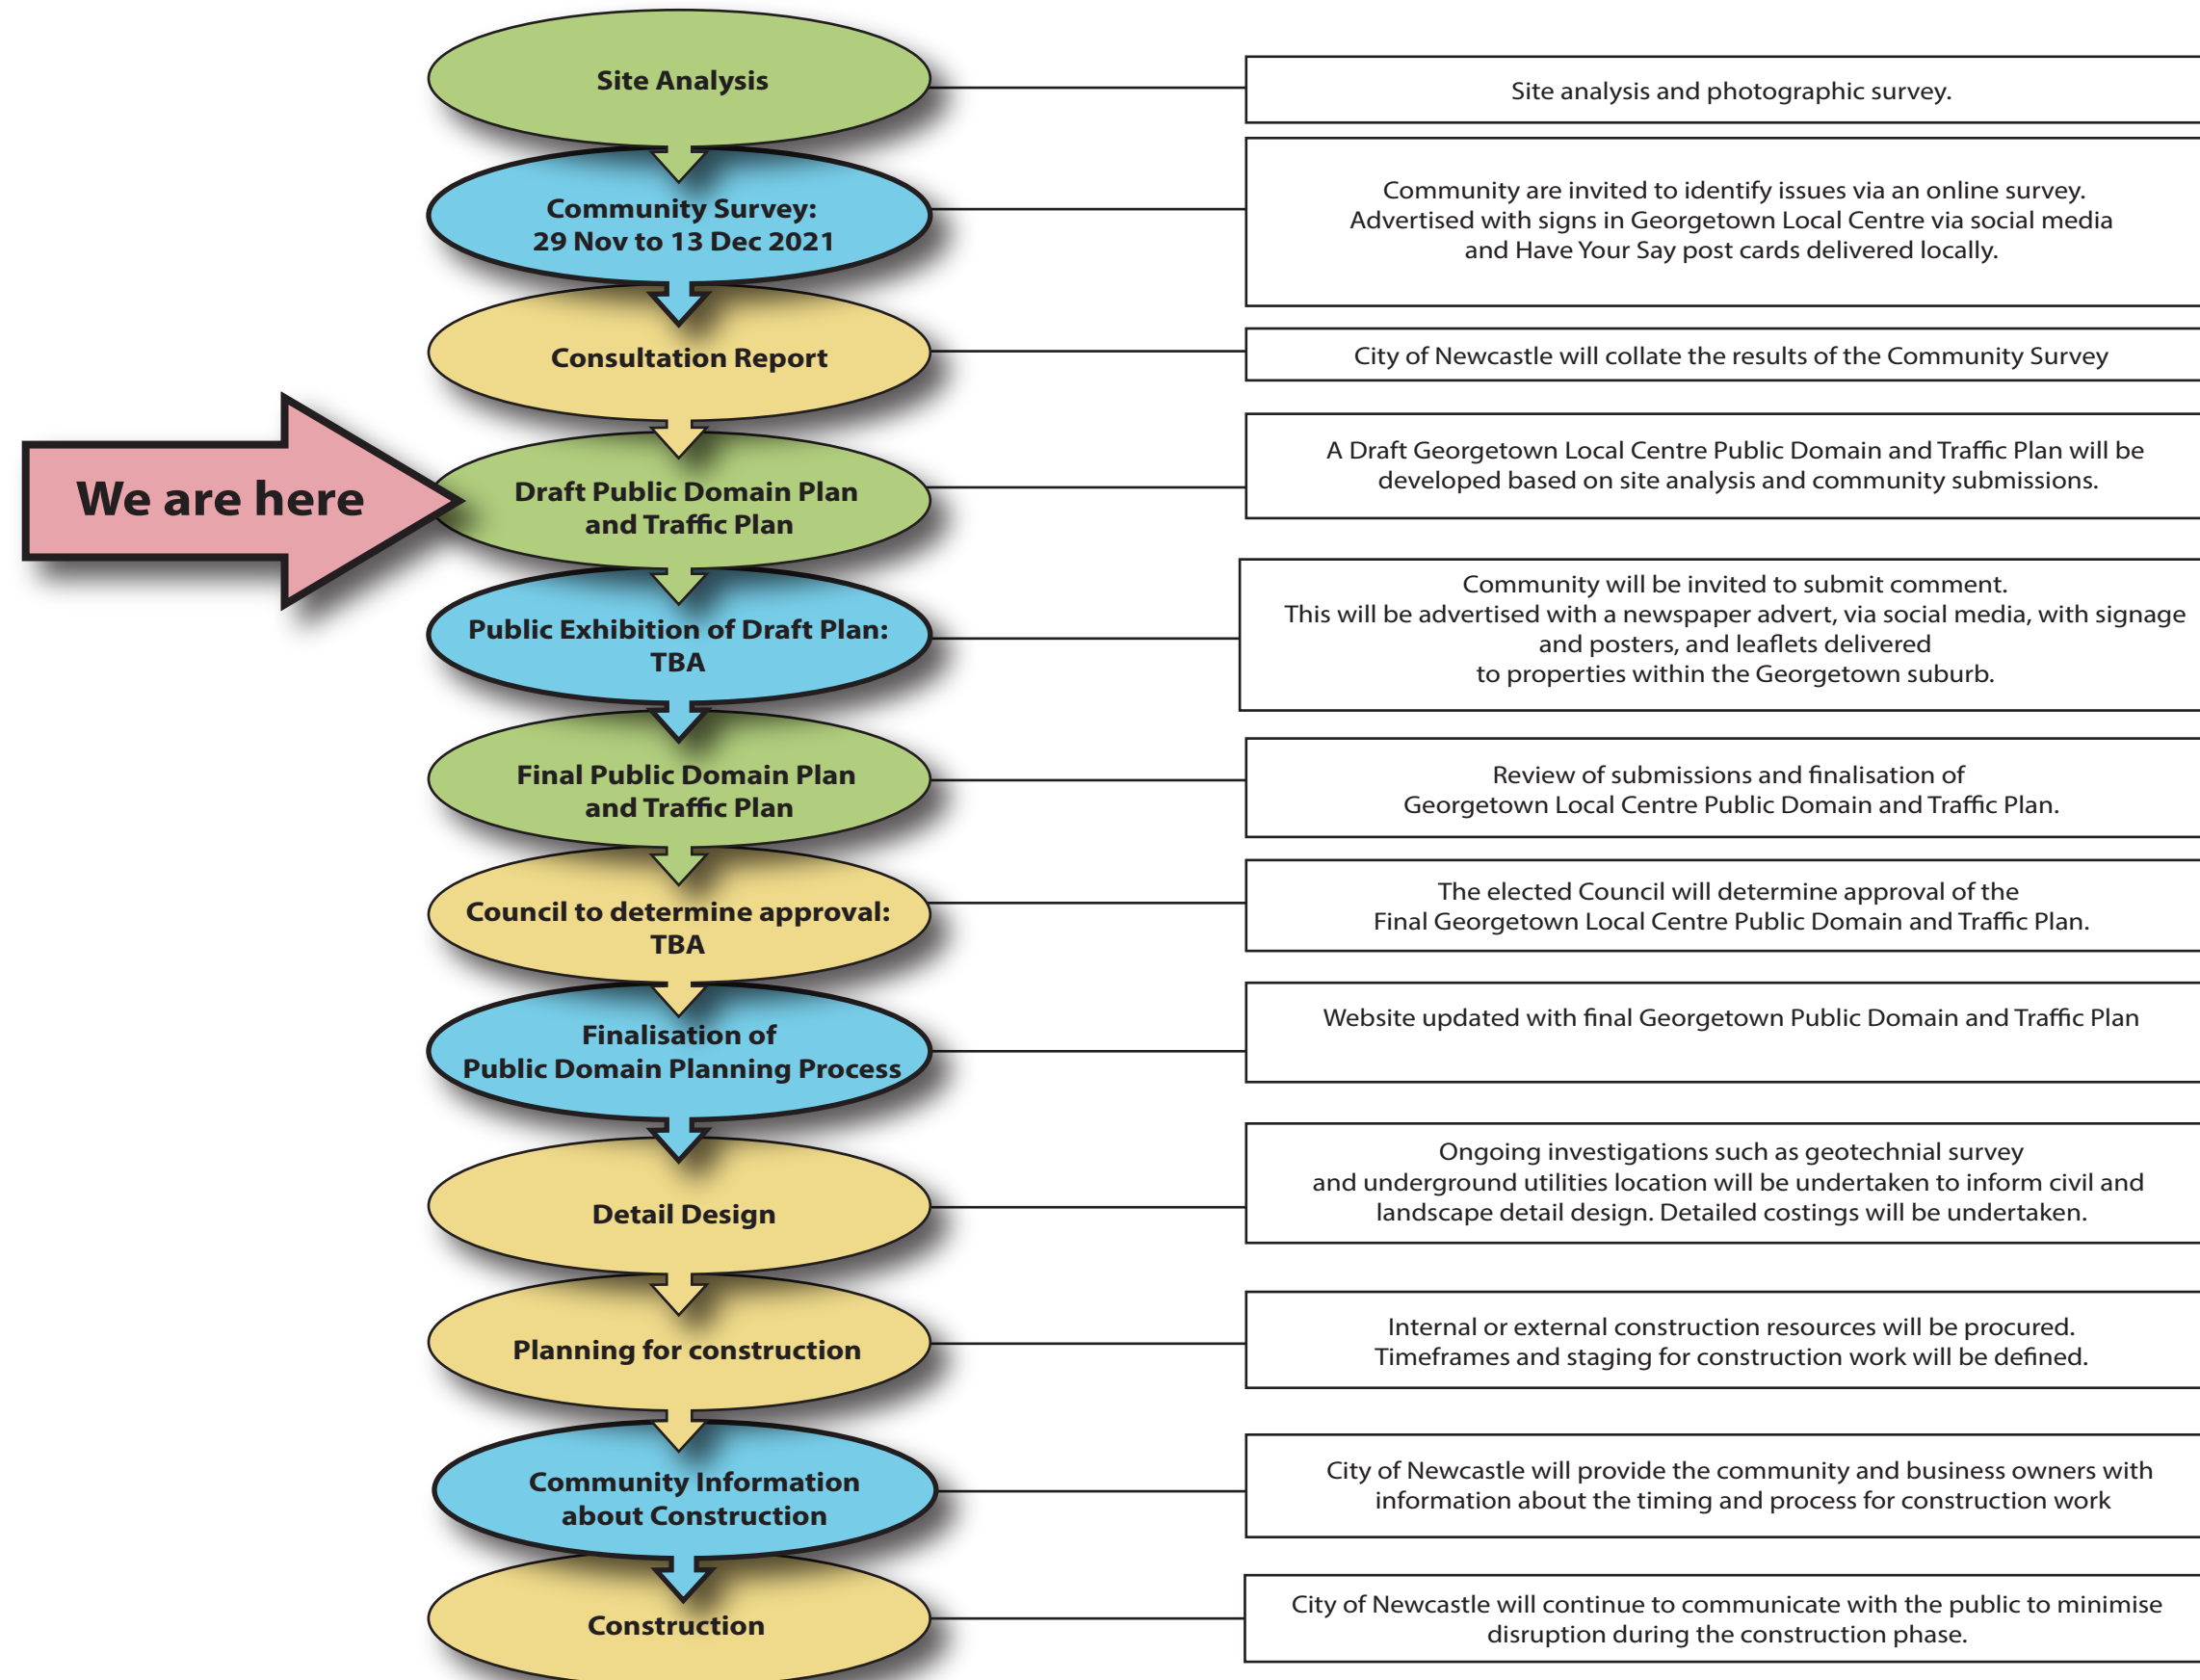 Site Analysis
Site analysis and photographic survey.
Community Survey:
29 Nov to 13 Dec 2021
Community are invited to identify issues via an online survey.
Advertised with signs in Georgetown Local Centre via social media
and Have Your Say post cards delivered locally.
Consultation Report
City of Newcastle will collate the results of the Community Survey
We are here
Draft Public Domain Plan
and Traffic Plan
A Draft Georgetown Local Centre Public Domain and Traffic Plan will be
developed based on site analysis and community submissions.
Public Exhibition of Draft Plan:
TBA
Community will be invited to submit comment.
This will be advertised with a newspaper advert, via social media, with signage
and posters, and leaflets delivered
to properties within the Georgetown suburb.
Final Public Domain Plan
and Traffic Plan
Review of submissions and finalisation of
Georgetown Local Centre Public Domain and Traffic Plan.
Council to determine approval:
TBA
The elected Council will determine approval of the
Final Georgetown Local Centre Public Domain and Traffic Plan.
Finalisation of
Public Domain Planning Process
Website updated with final Georgetown Public Domain and Traffic Plan
Detail Design
Ongoing investigations such as geotechnial survey
and underground utilities location will be undertaken to inform civil and
landscape detail design. Detailed costings will be undertaken.
Planning for construction
Internal or external construction resources will be procured.
Timeframes and staging for construction work will be defined.
Community Information
about Construction
City of Newcastle will provide the community and business owners with
information about the timing and process for construction work
Construction
City of Newcastle will continue to communicate with the public to minimise
disruption during the construction phase.